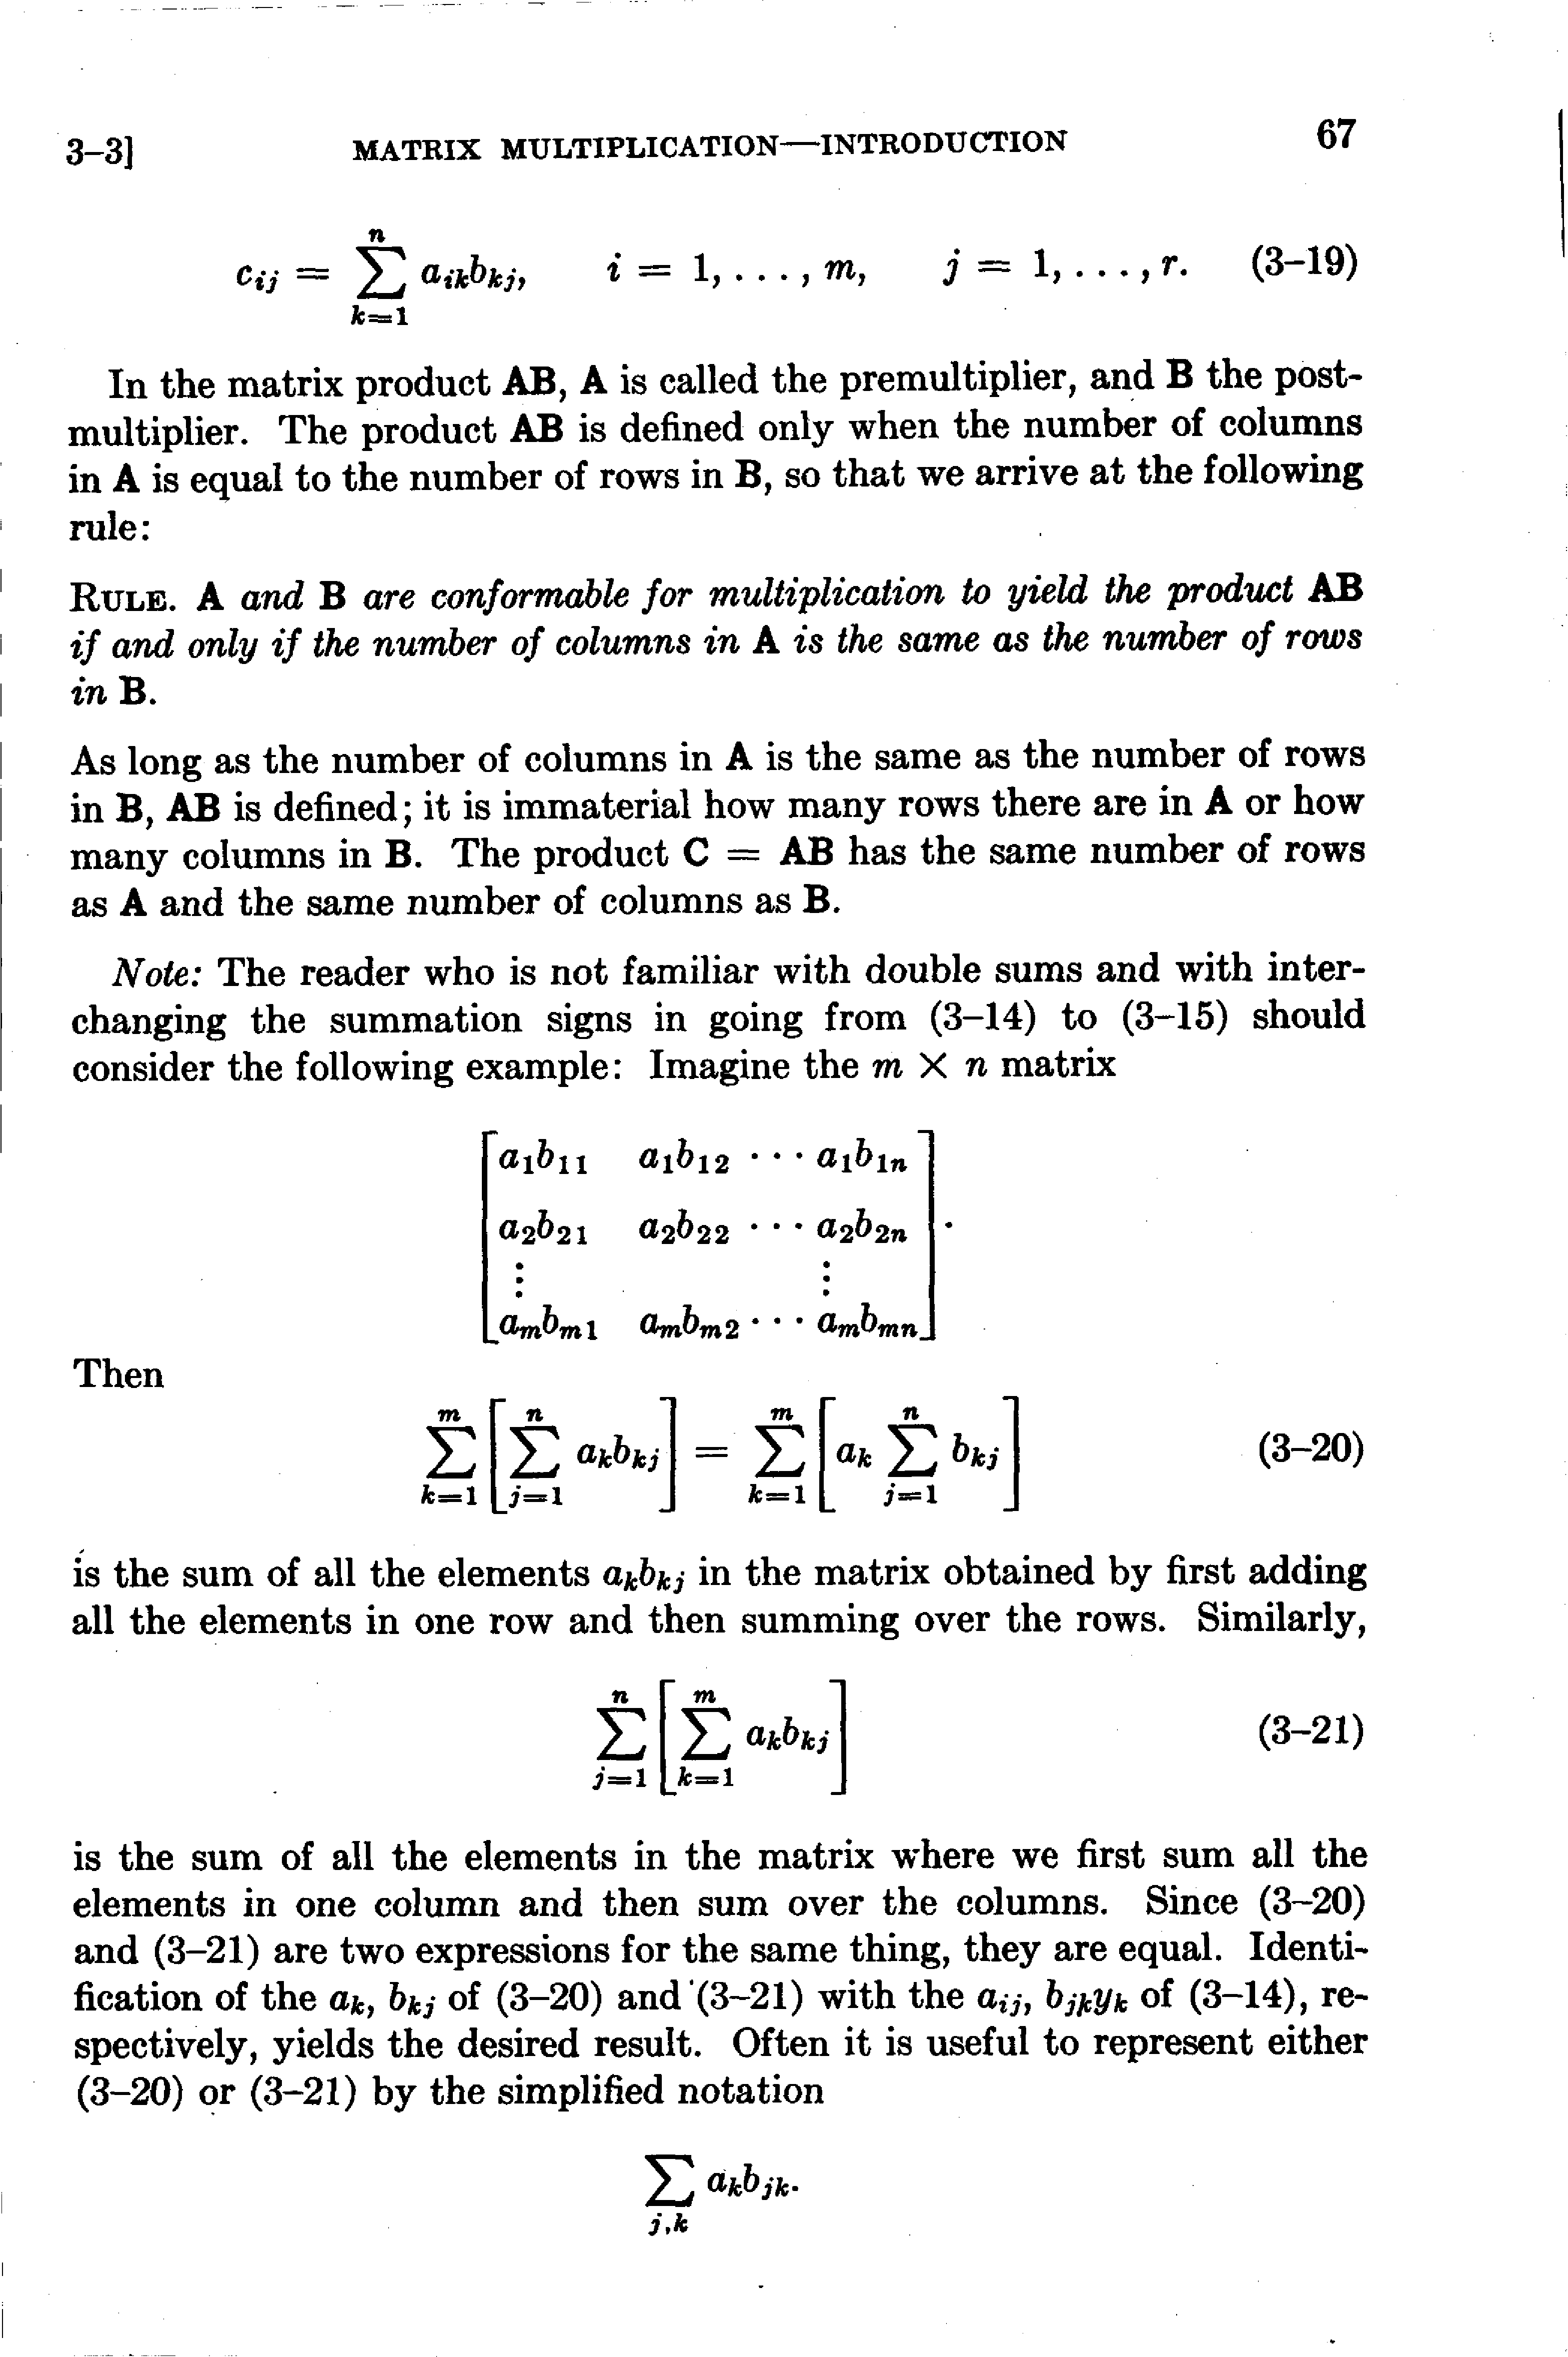 3–3] MATRIX MULTIPLICATION—INTRODUCTION 67
$c_{ij} = \sum_{k=1}^{n} a_{ik}b_{kj}, \quad i = 1, \ldots, m, \quad j = 1, \ldots, r.$ (3–19)
In the matrix product **AB**, **A** is called the premultiplier, and **B** the post-
multiplier. The product **AB** is defined only when the number of columns
in **A** is equal to the number of rows in **B**, so that we arrive at the following
rule:
RULE. **A** and **B** are conformable for multiplication to yield the product **AB**
if and only if the number of columns in **A** is the same as the number of rows
in **B**.
As long as the number of columns in **A** is the same as the number of rows
in **B**, **AB** is defined; it is immaterial how many rows there are in **A** or how
many columns in **B**. The product **C** = **AB** has the same number of rows
as **A** and the same number of columns as **B**.
Note: The reader who is not familiar with double sums and with inter-
changing the summation signs in going from (3–14) to (3–15) should
consider the following example: Imagine the $m \times n$ matrix
$\begin{bmatrix} a_1b_{11} & a_1b_{12} & \cdots & a_1b_{1n} \\ a_2b_{21} & a_2b_{22} & \cdots & a_2b_{2n} \\ \vdots & & & \vdots \\ a_mb_{m1} & a_mb_{m2} & \cdots & a_mb_{mn} \end{bmatrix}.$
Then
$\sum_{k=1}^{m} \left[ \sum_{j=1}^{n} a_kb_{kj} \right] = \sum_{k=1}^{m} \left[ a_k \sum_{j=1}^{n} b_{kj} \right]$ (3–20)
is the sum of all the elements $a_kb_{kj}$ in the matrix obtained by first adding
all the elements in one row and then summing over the rows. Similarly,
$\sum_{j=1}^{n} \left[ \sum_{k=1}^{m} a_kb_{kj} \right]$ (3–21)
is the sum of all the elements in the matrix where we first sum all the
elements in one column and then sum over the columns. Since (3–20)
and (3–21) are two expressions for the same thing, they are equal. Identi-
fication of the $a_k$, $b_{kj}$ of (3–20) and (3–21) with the $a_{ij}$, $b_{jk}y_k$ of (3–14), re-
spectively, yields the desired result. Often it is useful to represent either
(3–20) or (3–21) by the simplified notation
$\sum_{j,k} a_kb_{jk}.$